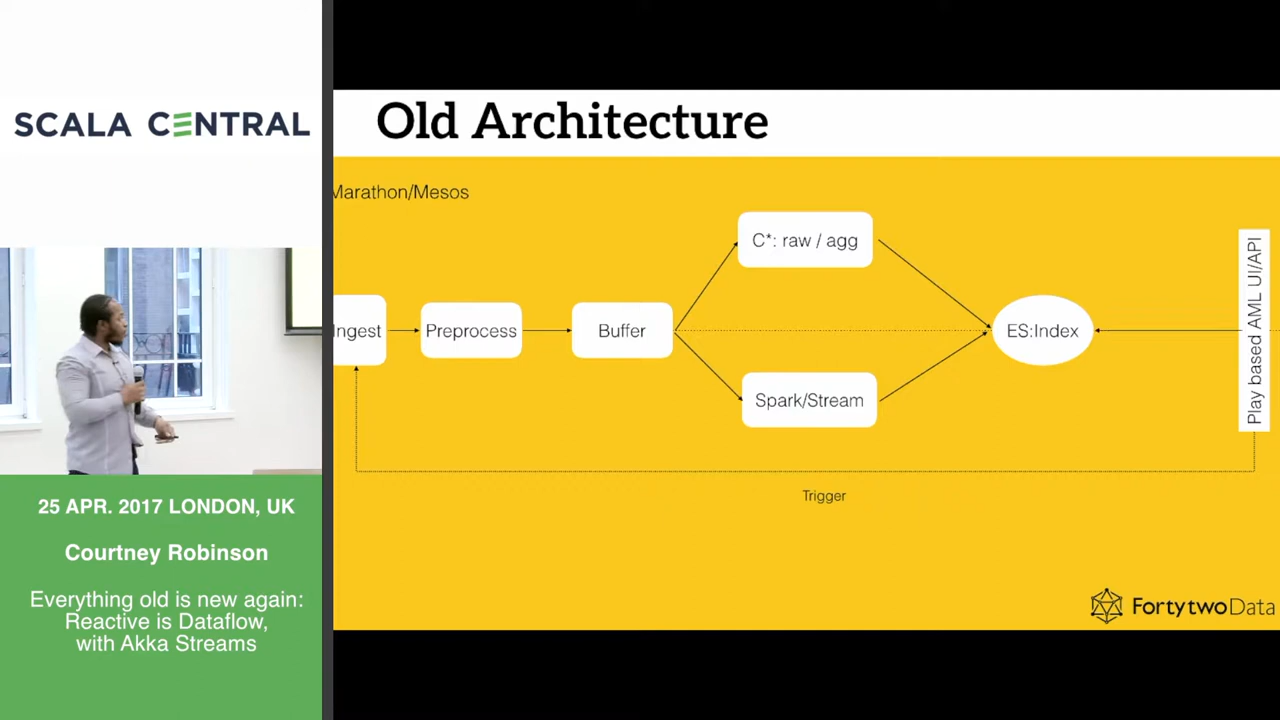 SCALA CENTRAL
25 APR. 2017 LONDON, UK
Courtney Robinson
Everything old is new again:
Reactive is Dataflow,
with Akka Streams
Old Architecture
Marathon/Mesos
Ingest
Preprocess
Buffer
C*: raw / agg
Spark/Stream
ES:Index
Play based AML UI/API
Trigger
FortytwoData